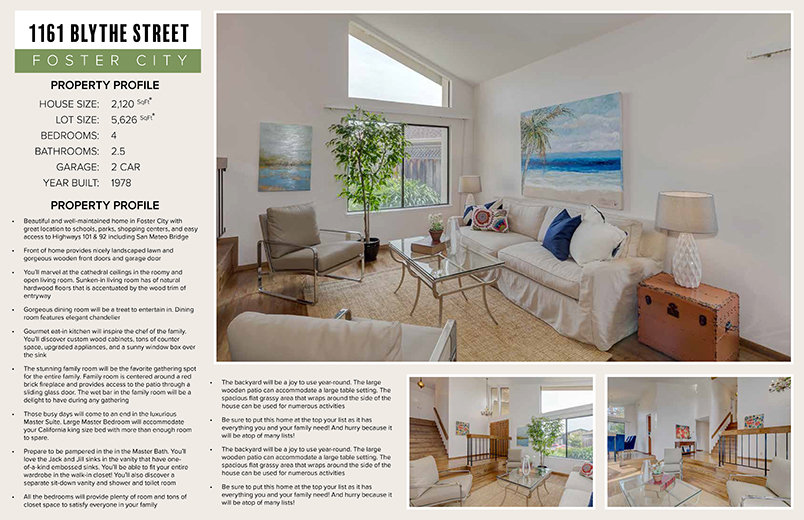 1161 BLYTHE STREET
FOSTER CITY
PROPERTY PROFILE
HOUSE SIZE: 2,120 SqFt*
LOT SIZE: 5,626 SqFt*
BEDROOMS: 4
BATHROOMS: 2.5
GARAGE: 2 CAR
YEAR BUILT: 1978
PROPERTY PROFILE
• Beautiful and well-maintained home in Foster City with
great location to schools, parks, shopping centers, and easy
access to Highways 101 & 92 including San Mateo Bridge
• Front of home provides nicely landscaped lawn and
gorgeous wooden front doors and garage door
• You'll marvel at the cathedral ceilings in the roomy and
open living room. Sunken-in living room has of natural
hardwood floors that is accentuated by the wood trim of
entryway
• Gorgeous dining room will be a treat to entertain in. Dining
room features elegant chandelier
• Gourmet eat-in kitchen will inspire the chef of the family.
You'll discover custom wood cabinets, tons of counter
space, upgraded appliances, and a sunny window box over
the sink
• The stunning family room will be the favorite gathering spot
for the entire family. Family room is centered around a red
brick fireplace and provides access to the patio through a
sliding glass door. The wet bar in the family room will be a
delight to have during any gathering
• Those busy days will come to an end in the luxurious
Master Suite. Large Master Bedroom will accommodate
your California king size bed with more than enough room
to spare.
• Prepare to be pampered in the in the Master Bath. You'll
love the Jack and Jill sinks in the vanity that have one-
of-a-kind embossed sinks. You'll be able to fit your entire
wardrobe in the walk-in closet! You'll also discover a
separate sit-down vanity and shower and toilet room
• All the bedrooms will provide plenty of room and tons of
closet space to satisfy everyone in your family
• The backyard will be a joy to use year-round. The large
wooden patio can accommodate a large table setting. The
spacious flat grassy area that wraps around the side of the
house can be used for numerous activities
• Be sure to put this home at the top your list as it has
everything you and your family need! And hurry because it
will be atop of many lists!
• The backyard will be a joy to use year-round. The large
wooden patio can accommodate a large table setting. The
spacious flat grassy area that wraps around the side of the
house can be used for numerous activities
• Be sure to put this home at the top your list as it has
everything you and your family need! And hurry because it
will be atop of many lists!